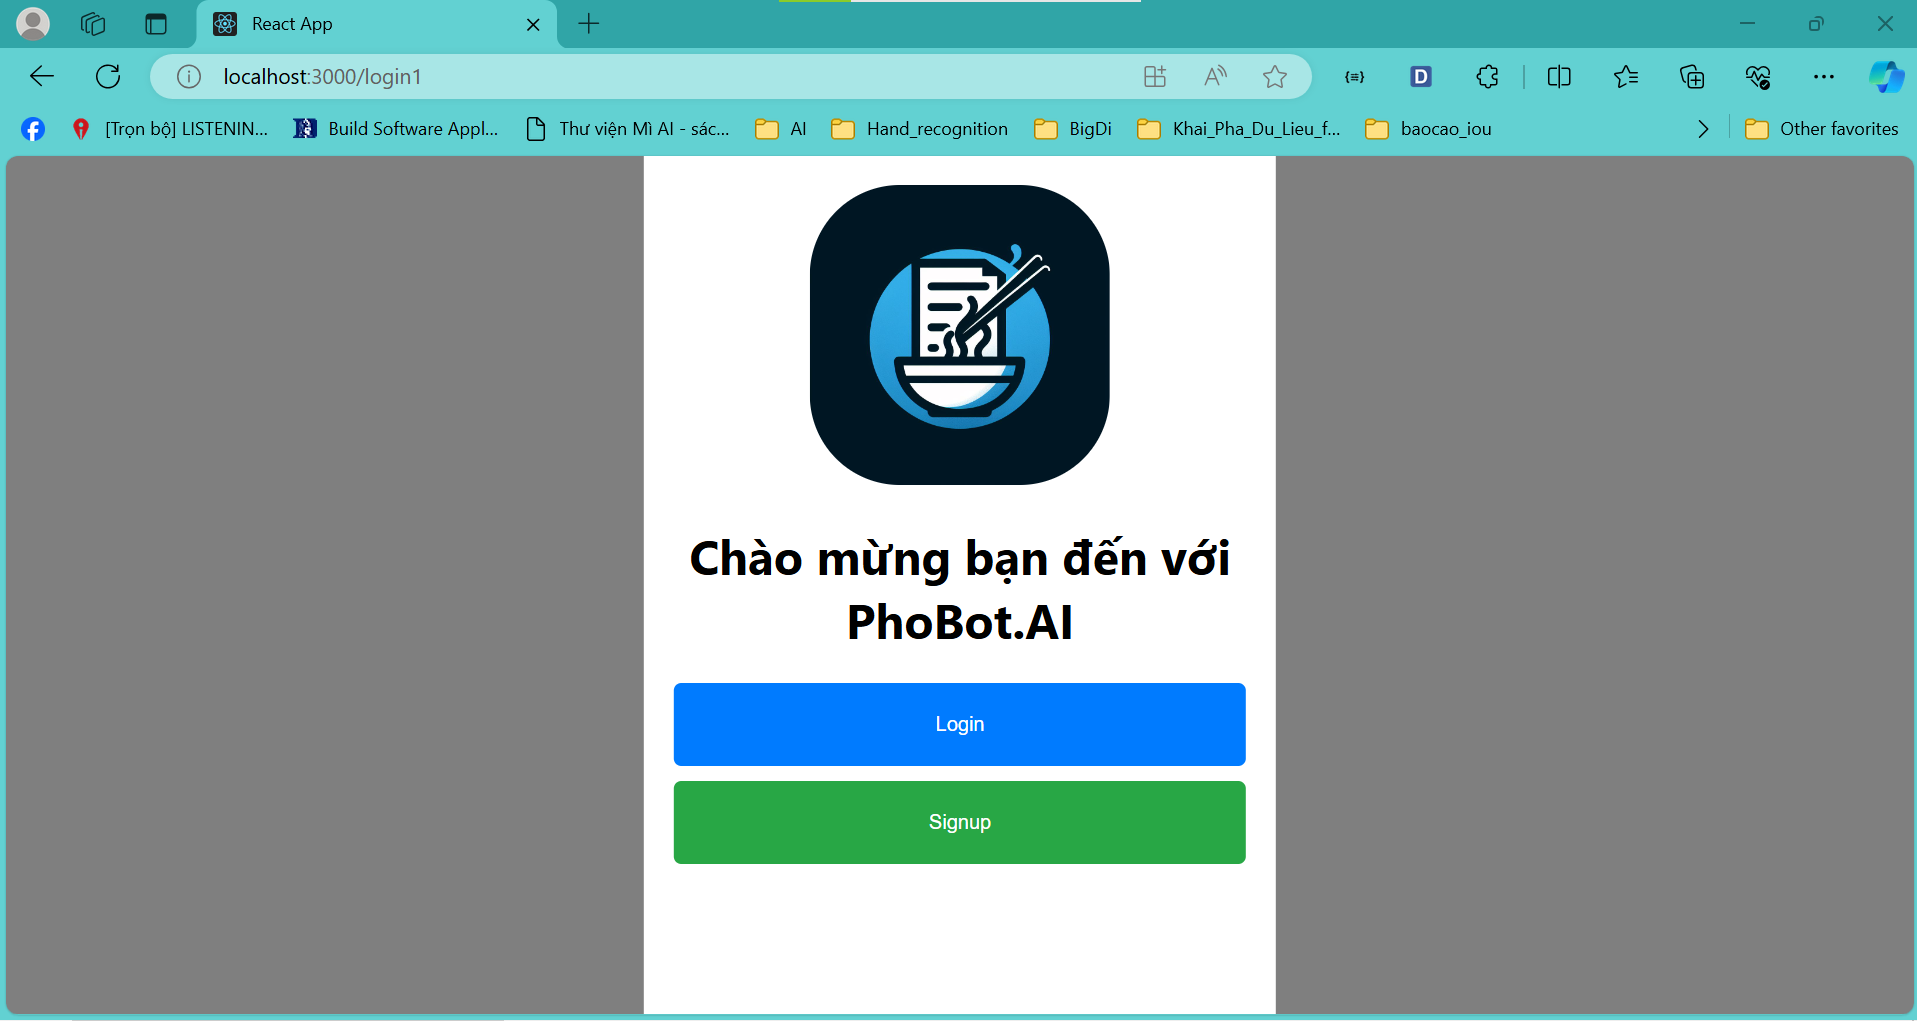 React App
localhost:3000/login1
[Trọn bộ] LISTENIN...
Build Software Appl...
Thư viện Mì AI - sác...
AI
Hand_recognition
BigDi
Khai_Pha_Du_Lieu_f...
baocao_iou
Other favorites
Chào mừng bạn đến với
PhoBot.AI
Login
Signup